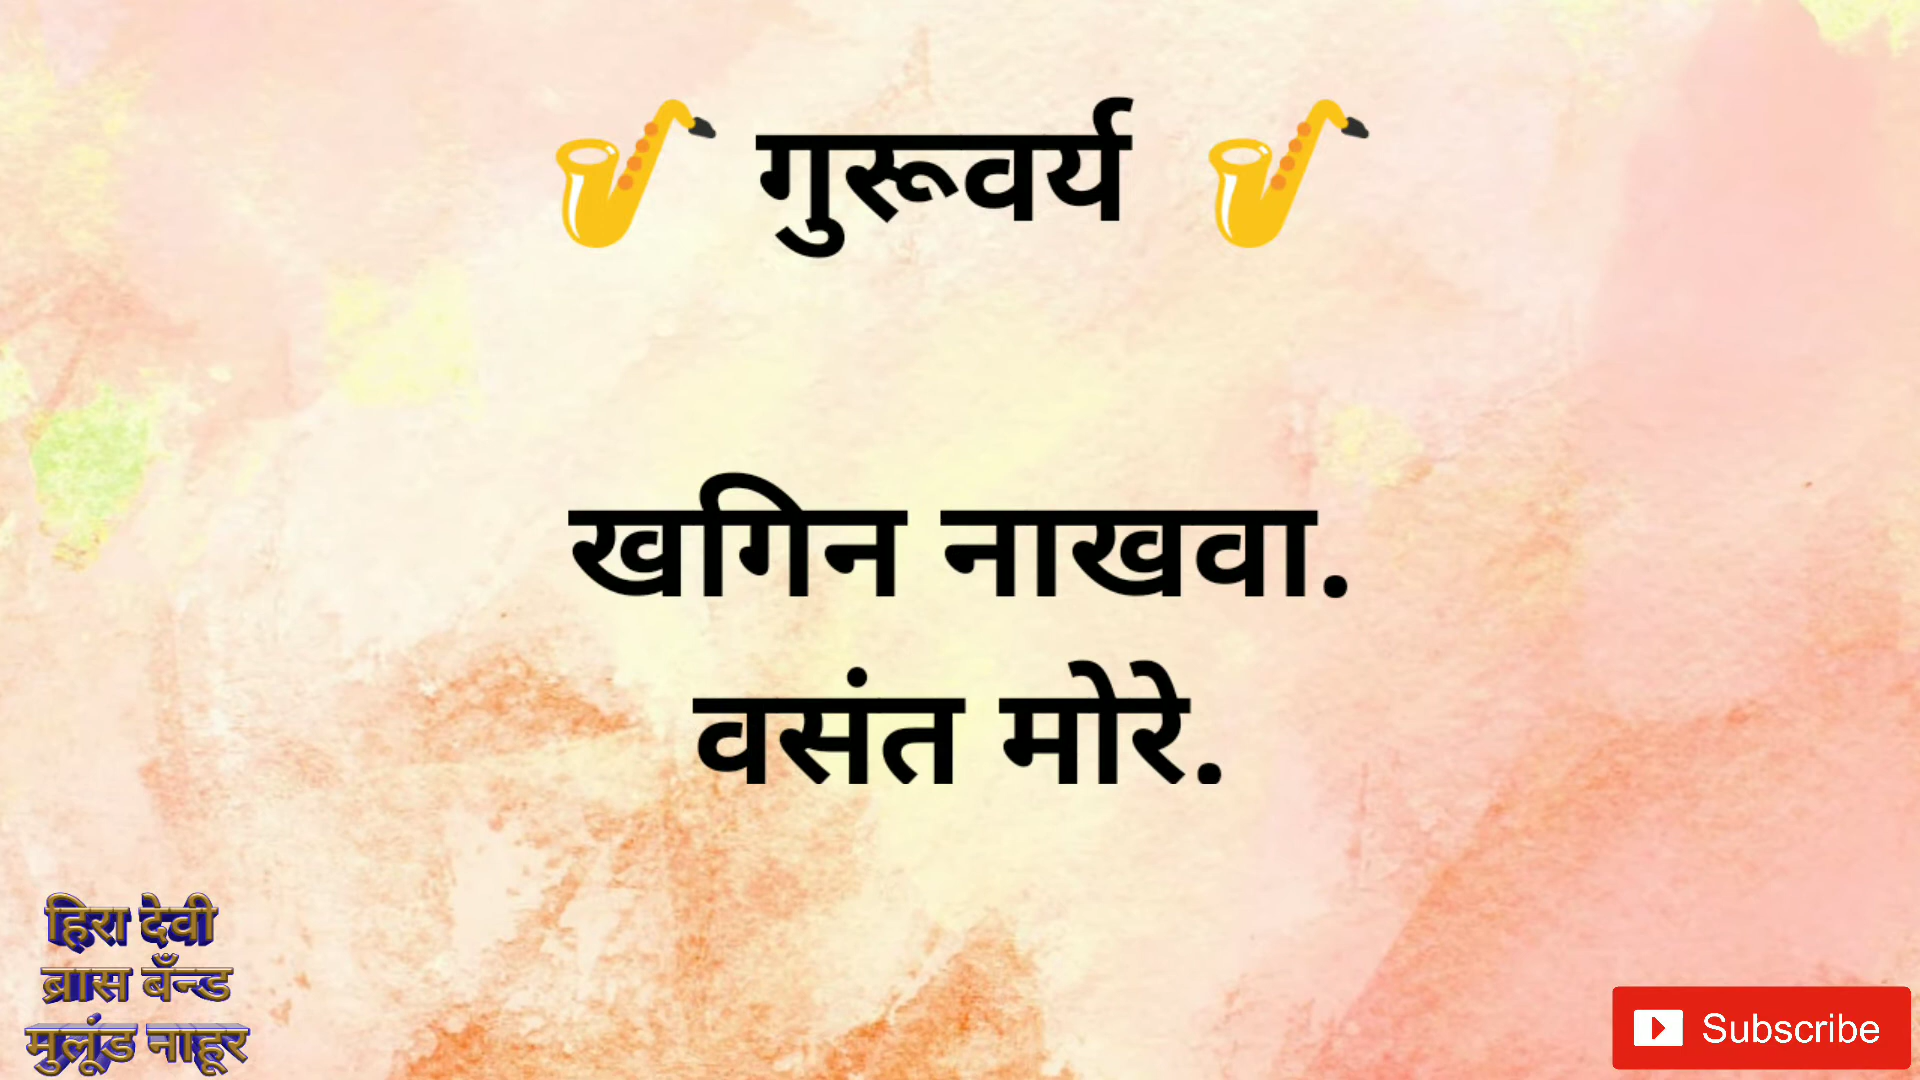 🎷 गुरूवर्य 🎷
खगिन नाखवा.
वसंत मोरे.
हिरा देवी
ब्रास बँन्ड
मुलूंड नाहूर
Subscribe